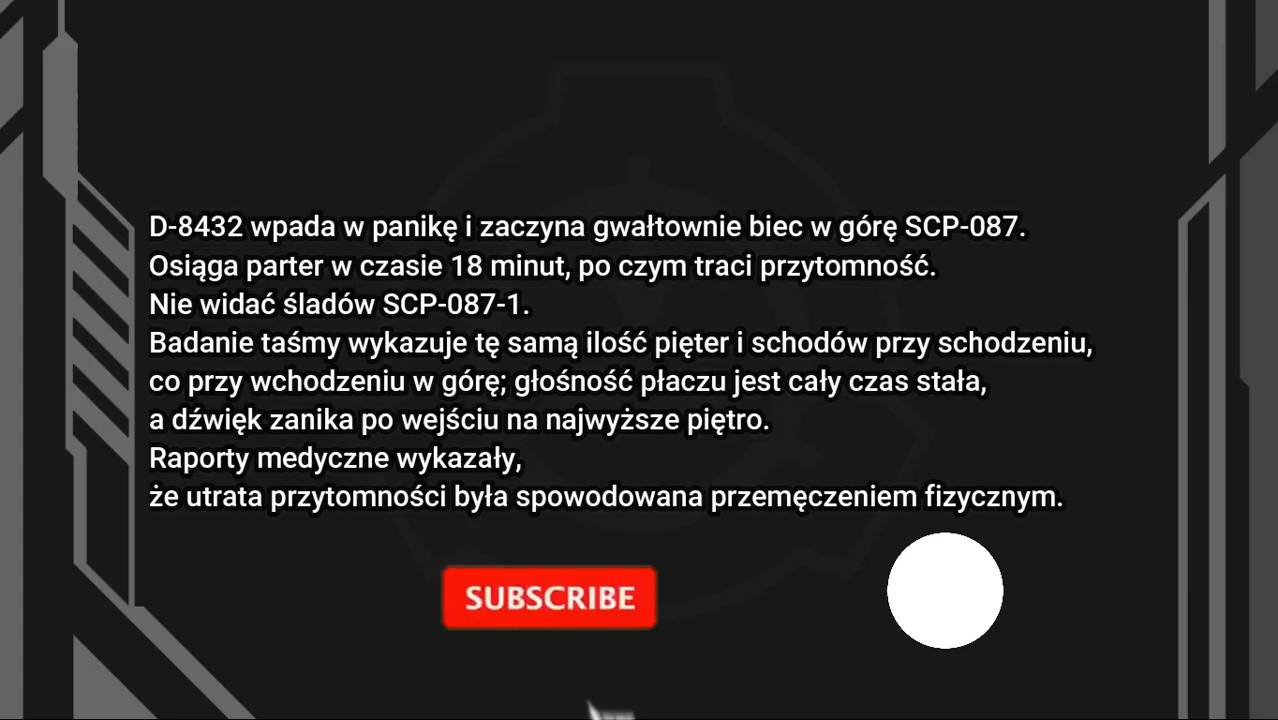 D-8432 wpada w panikę i zaczyna gwałtownie biec w górę SCP-087.
Osiąga parter w czasie 18 minut, po czym traci przytomność.
Nie widać śladów SCP-087-1.
Badanie taśmy wykazuje tę samą ilość pięter i schodów przy schodzeniu,
co przy wchodzeniu w górę; głośność płaczu jest cały czas stała,
a dźwięk zanika po wejściu na najwyższe piętro.
Raporty medyczne wykazały,
że utrata przytomności była spowodowana przemęczeniem fizycznym.
SUBSCRIBE